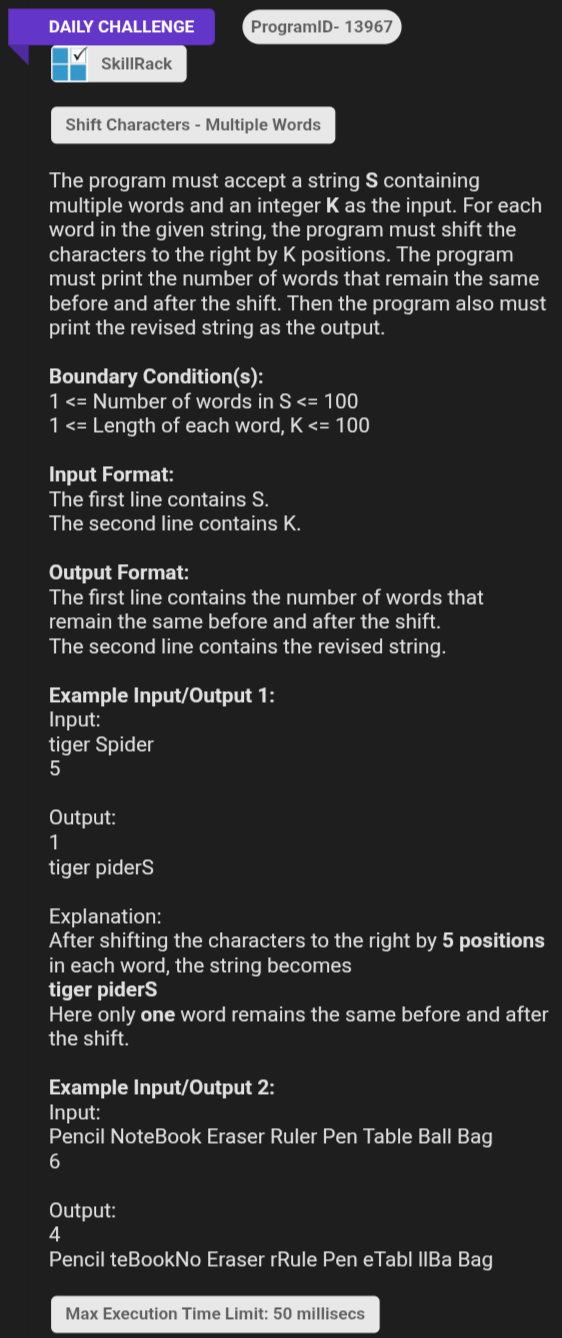 DAILY CHALLENGE
ProgramID- 13967
SkillRack
Shift Characters - Multiple Words
The program must accept a string S containing
multiple words and an integer K as the input. For each
word in the given string, the program must shift the
characters to the right by K positions. The program
must print the number of words that remain the same
before and after the shift. Then the program also must
print the revised string as the output.
Boundary Condition(s):
1 <= Number of words in S <= 100
1 <= Length of each word, K <= 100
Input Format:
The first line contains S.
The second line contains K.
Output Format:
The first line contains the number of words that
remain the same before and after the shift.
The second line contains the revised string.
Example Input/Output 1:
Input:
tiger Spider
5
Output:
1
tiger piderS
Explanation:
After shifting the characters to the right by 5 positions
in each word, the string becomes
tiger piderS
Here only one word remains the same before and after
the shift.
Example Input/Output 2:
Input:
Pencil NoteBook Eraser Ruler Pen Table Ball Bag
6
Output:
4
Pencil teBookNo Eraser rRule Pen eTabl llBa Bag
Max Execution Time Limit: 50 millisecs